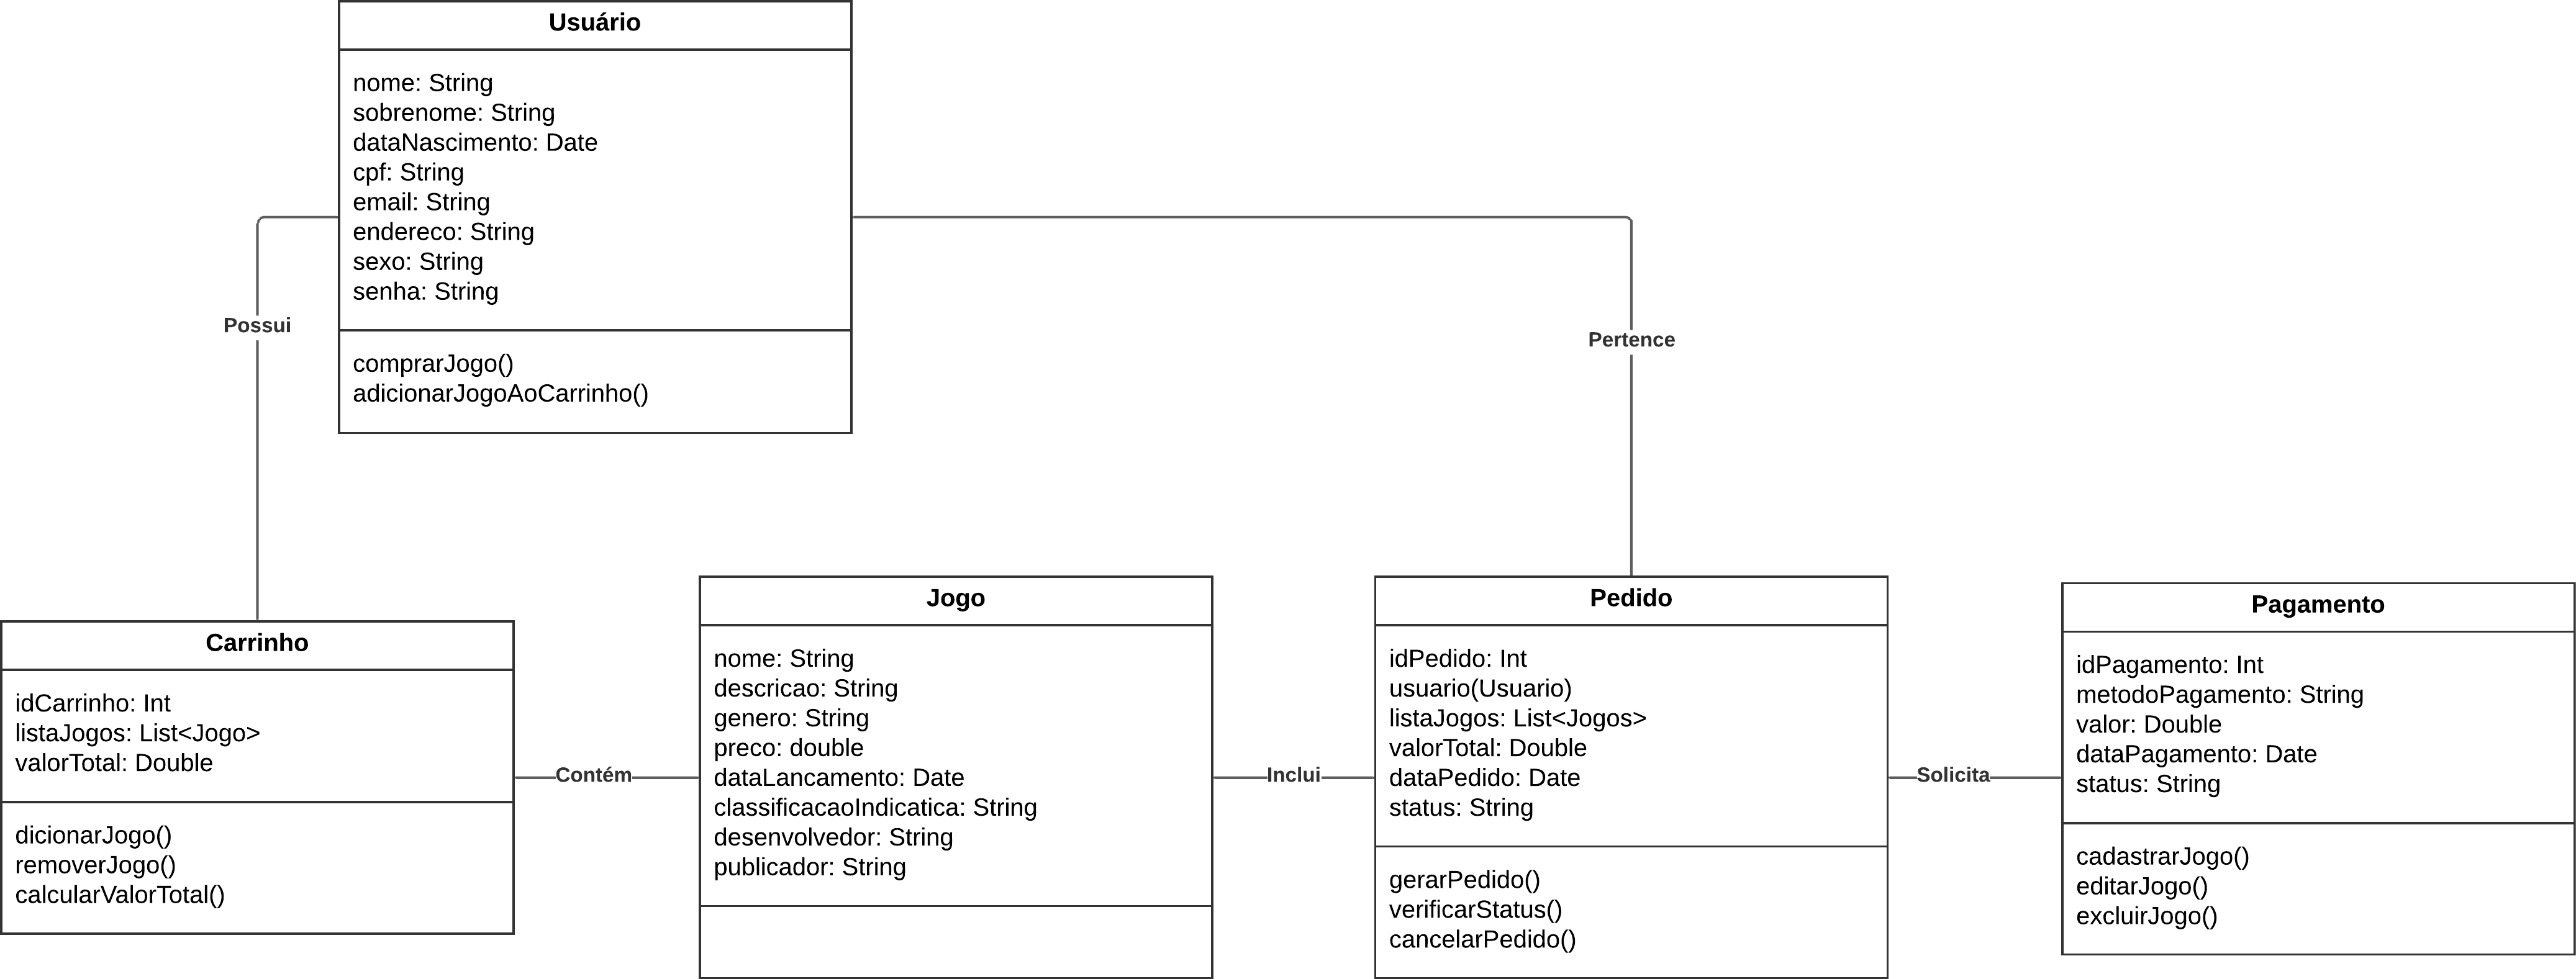 Usuário
nome: String
sobrenome: String
dataNascimento: Date
cpf: String
email: String
endereco: String
sexo: String
senha: String
comprarJogo()
adicionarJogoAoCarrinho()
Possui
Pertence
Carrinho
idCarrinho: Int
listaJogos: List<Jogo>
valorTotal: Double
dicionarJogo()
removerJogo()
calcularValorTotal()
Contém
Jogo
nome: String
descricao: String
genero: String
preco: double
dataLancamento: Date
classificacaoIndicatica: String
desenvolvedor: String
publicador: String
Inclui
Pedido
idPedido: Int
usuario(Usuario)
listaJogos: List<Jogos>
valorTotal: Double
dataPedido: Date
status: String
gerarPedido()
verificarStatus()
cancelarPedido()
Solicita
Pagamento
idPagamento: Int
metodoPagamento: String
valor: Double
dataPagamento: Date
status: String
cadastrarJogo()
editarJogo()
excluirJogo()